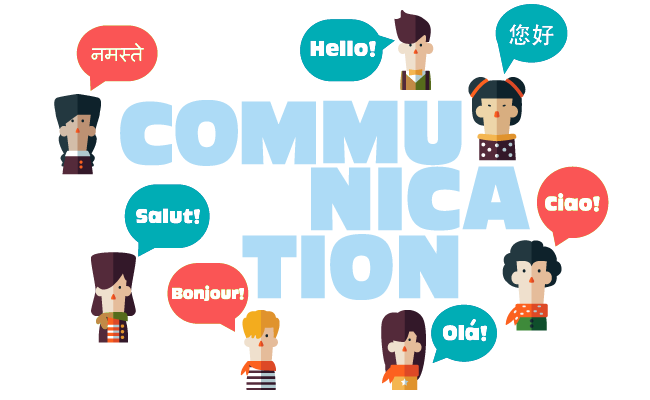 नमस्ते
Hello!
您好
COMMU
NICA
TION
Salut!
Ciao!
Bonjour!
Olá!